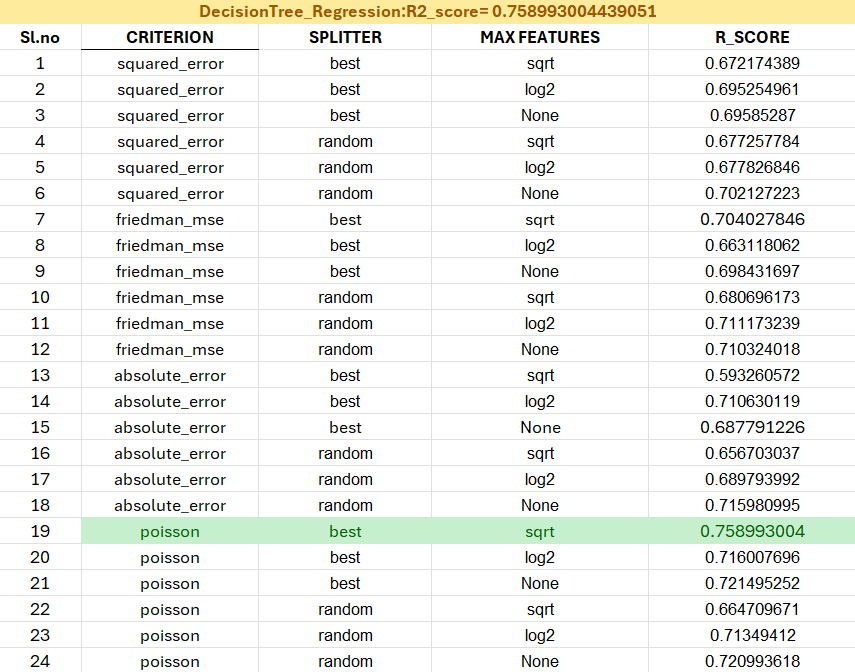 DecisionTree_Regression:R2_score= 0.758993004439051
Sl.no CRITERION SPLITTER MAX FEATURES R_SCORE
1 squared_error best sqrt 0.672174389
2 squared_error best log2 0.695254961
3 squared_error best None 0.69585287
4 squared_error random sqrt 0.677257784
5 squared_error random log2 0.677826846
6 squared_error random None 0.702127223
7 friedman_mse best sqrt 0.704027846
8 friedman_mse best log2 0.663118062
9 friedman_mse best None 0.698431697
10 friedman_mse random sqrt 0.680696173
11 friedman_mse random log2 0.711173239
12 friedman_mse random None 0.710324018
13 absolute_error best sqrt 0.593260572
14 absolute_error best log2 0.710630119
15 absolute_error best None 0.687791226
16 absolute_error random sqrt 0.656703037
17 absolute_error random log2 0.689793992
18 absolute_error random None 0.715980995
19 poisson best sqrt 0.758993004
20 poisson best log2 0.716007696
21 poisson best None 0.721495252
22 poisson random sqrt 0.664709671
23 poisson random log2 0.71349412
24 poisson random None 0.720993618